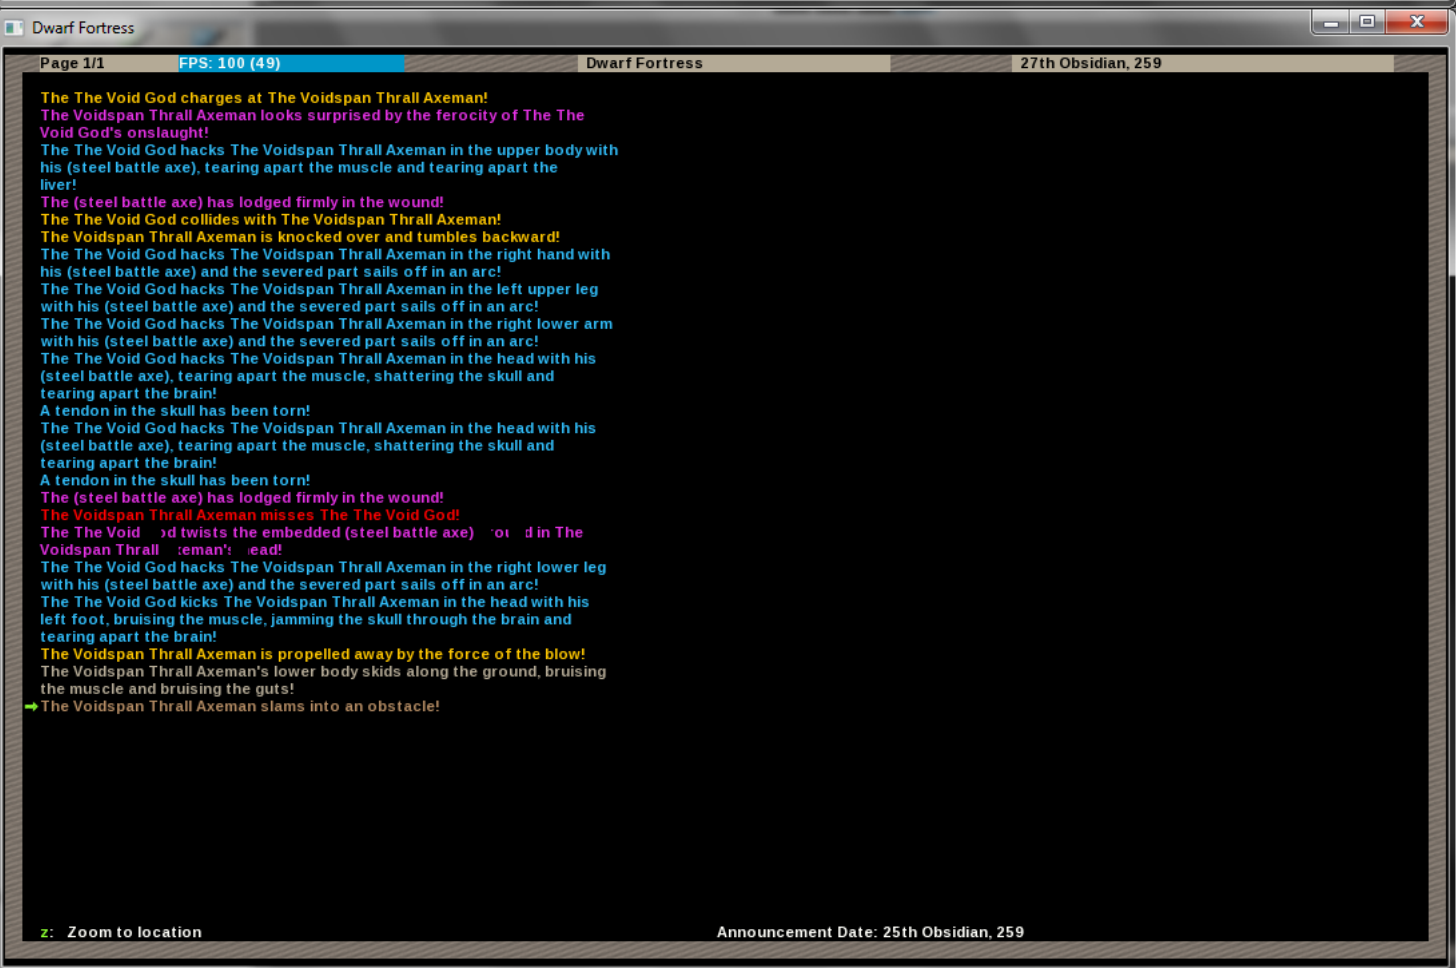 Dwarf Fortress
Page 1/1
FPS: 100 (49)
Dwarf Fortress
27th Obsidian, 259
The The Void God charges at The Voidspan Thrall Axeman!
The Voidspan Thrall Axeman looks surprised by the ferocity of The The
Void God's onslaught!
The The Void God hacks The Voidspan Thrall Axeman in the upper body with
his (steel battle axe), tearing apart the muscle and tearing apart the
liver!
The (steel battle axe) has lodged firmly in the wound!
The The Void God collides with The Voidspan Thrall Axeman!
The Voidspan Thrall Axeman is knocked over and tumbles backward!
The The Void God hacks The Voidspan Thrall Axeman in the right hand with
his (steel battle axe) and the severed part sails off in an arc!
The The Void God hacks The Voidspan Thrall Axeman in the left upper leg
with his (steel battle axe) and the severed part sails off in an arc!
The The Void God hacks The Voidspan Thrall Axeman in the right lower arm
with his (steel battle axe) and the severed part sails off in an arc!
The The Void God hacks The Voidspan Thrall Axeman in the head with his
(steel battle axe), tearing apart the muscle, shattering the skull and
tearing apart the brain!
A tendon in the skull has been torn!
The The Void God hacks The Voidspan Thrall Axeman in the head with his
(steel battle axe), tearing apart the muscle, shattering the skull and
tearing apart the brain!
A tendon in the skull has been torn!
The (steel battle axe) has lodged firmly in the wound!
The Voidspan Thrall Axeman misses The The Void God!
The The Void twists the embedded (steel battle axe) in The
Voidspan Thrall
The The Void God hacks The Voidspan Thrall Axeman in the right lower leg
with his (steel battle axe) and the severed part sails off in an arc!
The The Void God kicks The Voidspan Thrall Axeman in the head with his
left foot, bruising the muscle, jamming the skull through the brain and
tearing apart the brain!
The Voidspan Thrall Axeman is propelled away by the force of the blow!
The Voidspan Thrall Axeman's lower body skids along the ground, bruising
the muscle and bruising the guts!
The Voidspan Thrall Axeman slams into an obstacle!
z: Zoom to location
Announcement Date: 25th Obsidian, 259